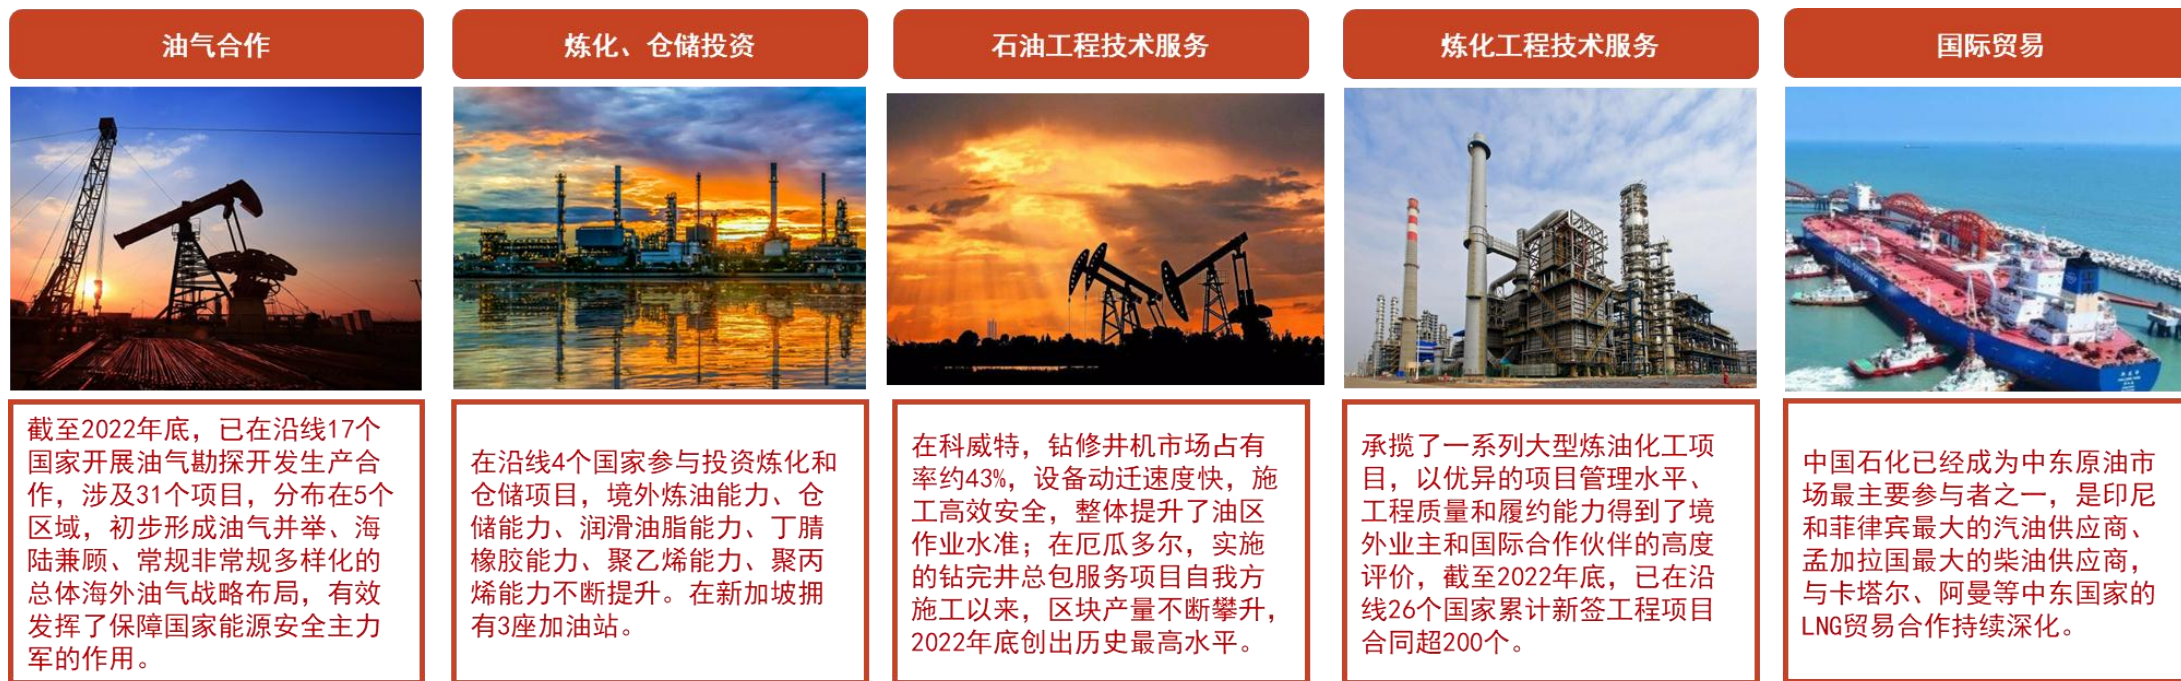 油气合作
炼化、仓储投资
石油工程技术服务
炼化工程技术服务
国际贸易
截至2022年底，已在沿线17个
国家开展油气勘探开发生产合
作，涉及31个项目，分布在5个
区域，初步形成油气并举、海
陆兼顾、常规非常规多样化的
总体海外油气战略布局，有效
发挥了保障国家能源安全主力
军的作用。
在沿线4个国家参与投资炼化和
仓储项目，境外炼油能力、仓
储能力、润滑油脂能力、丁腈
橡胶能力、聚乙烯能力、聚丙
烯能力不断提升。在新加坡拥
有3座加油站。
在科威特，钻修井机市场占有
率约43%，设备动迁速度快，施
工高效安全，整体提升了油区
作业水准；在厄瓜多尔，实施
的钻完井总包服务项目自我方
施工以来，区块产量不断攀升，
2022年底创出历史最高水平。
承揽了一系列大型炼油化工项
目，以优异的项目管理水平、
工程质量和履约能力得到了境
外业主和国际合作伙伴的高度
评价，截至2022年底，已在沿
线26个国家累计新签工程项目
合同超200个。
中国石化已经成为中东原油市
场最主要参与者之一，是印尼
和菲律宾最大的汽油供应商、
孟加拉国最大的柴油供应商，
与卡塔尔、阿曼等中东国家的
LNG贸易合作持续深化。